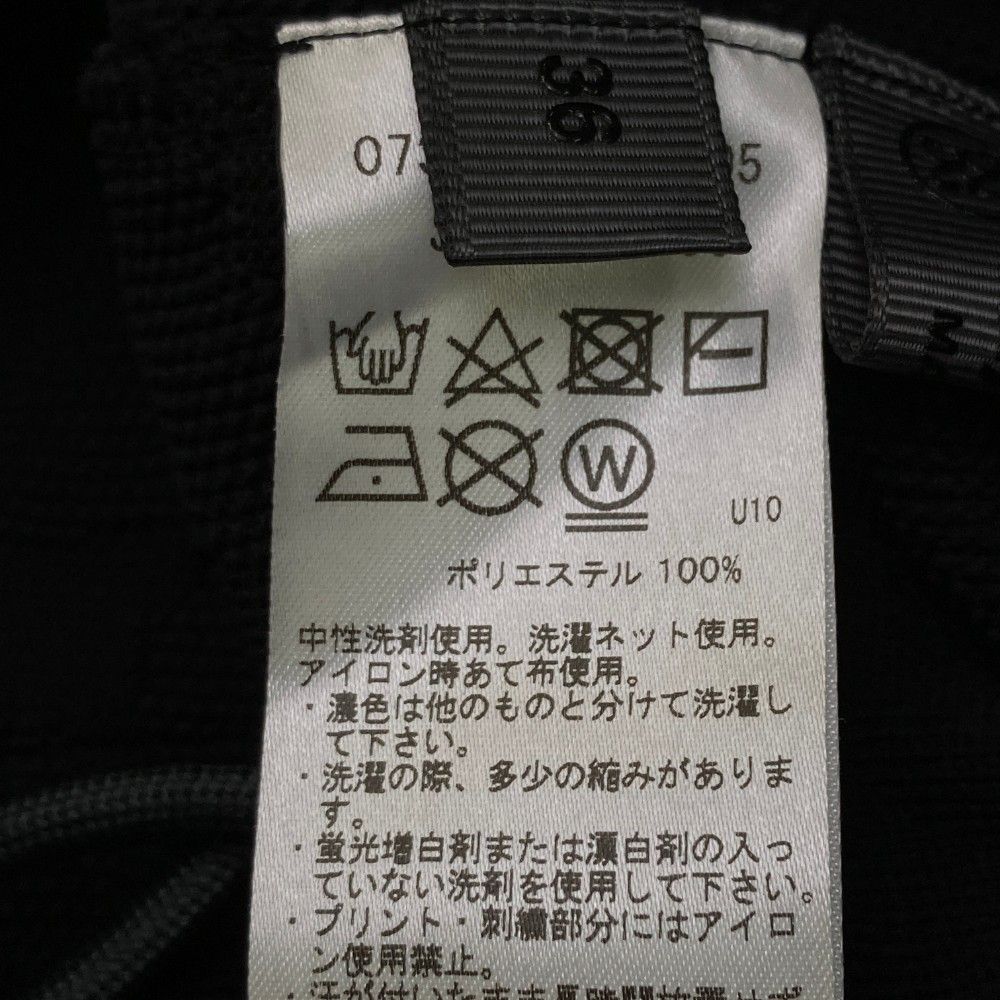 36
07
05
M
W
U10
ポリエステル 100%
中性洗剤使用。洗濯ネット使用。
アイロン時あて布使用。
・濃色は他のものと分けて洗濯し
て下さい。
・洗濯の際、多少の縮みがありま
す。
・蛍光増白剤または漂白剤の入っ
ていない洗剤を使用して下さい。
・プリント・刺繍部分にはアイロ
ン使用禁止。